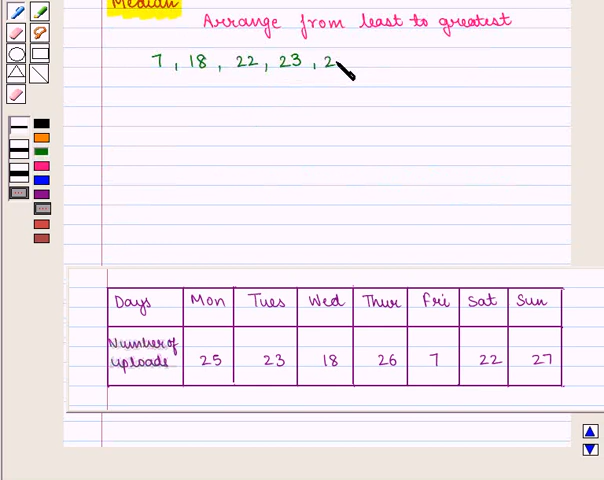 Median
Arrange from least to greatest
7 , 18 , 22 , 23 , 2
Days Mon Tues Wed Thur Fri Sat Sun
Number of
uploads 25 23 18 26 7 22 27